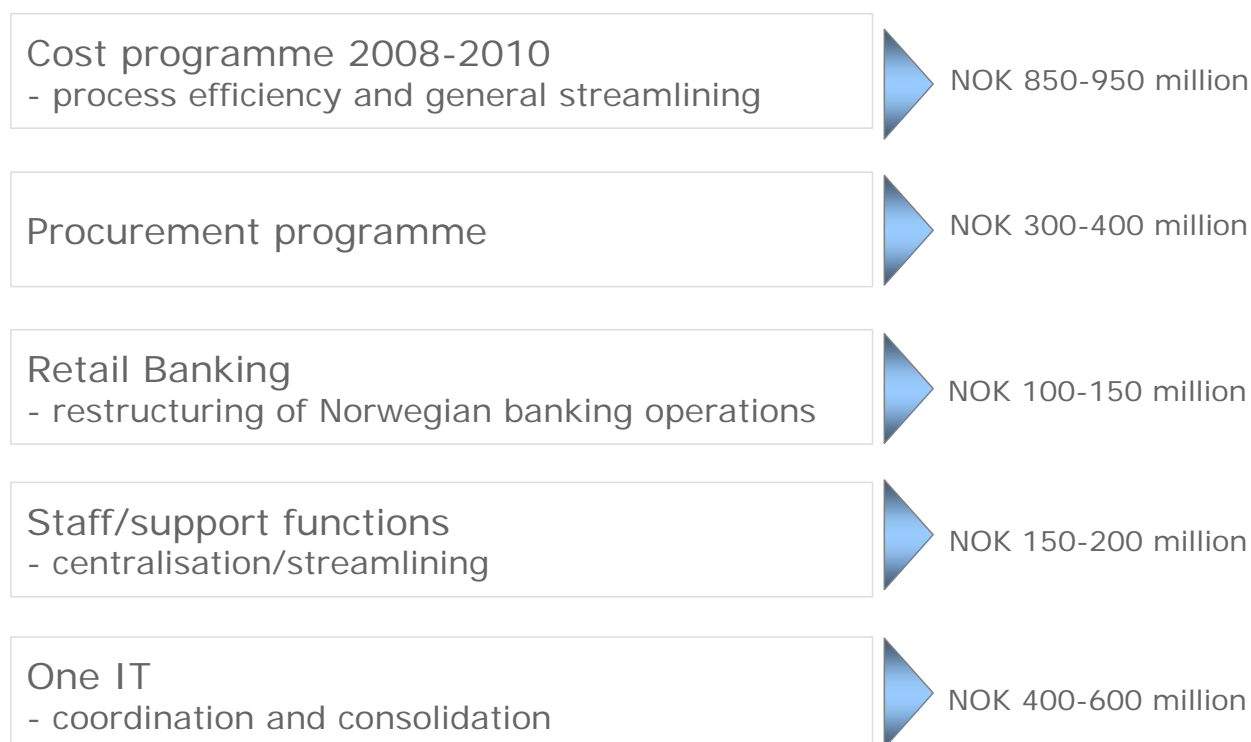 Cost programme 2008-2010
- process efficiency and general streamlining
NOK 850-950 million
Procurement programme
NOK 300-400 million
Retail Banking
- restructuring of Norwegian banking operations
NOK 100-150 million
Staff/support functions
- centralisation/streamlining
NOK 150-200 million
One IT
- coordination and consolidation
NOK 400-600 million